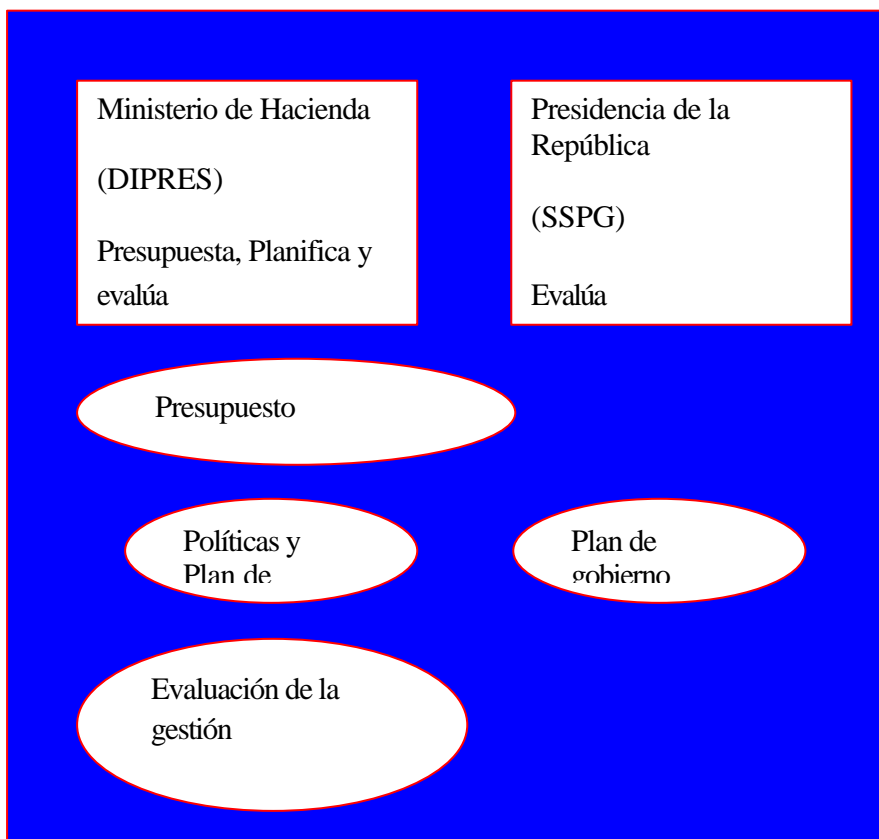 Ministerio de Hacienda
(DIPRES)
Presupuesta, Planifica y
evalúa
Presidencia de la
República
(SSPG)
Evalúa
Presupuesto
Políticas y
Plan de
Plan de
gobierno
Evaluación de la
gestión